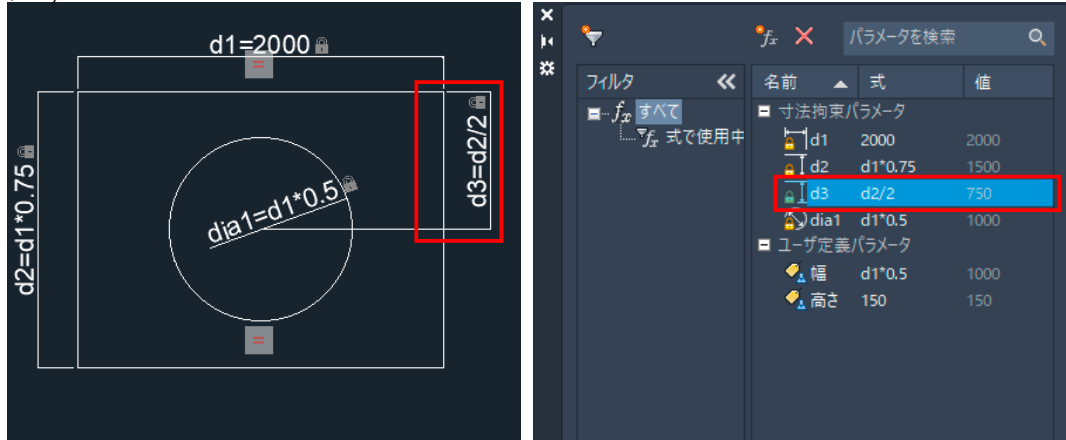 d1=2000
=
d3=d2/2
d2=d1*0.75
dia1=d1*0.5
=
fx パラメータを検索
フィルタ
fx すべて
fx 式で使用中
名前 式 値
寸法拘束パラメータ
d1 2000 2000
d2 d1*0.75 1500
d3 d2/2 750
dia1 d1*0.5 1000
ユーザ定義パラメータ
幅 d1*0.5 1000
高さ 150 150